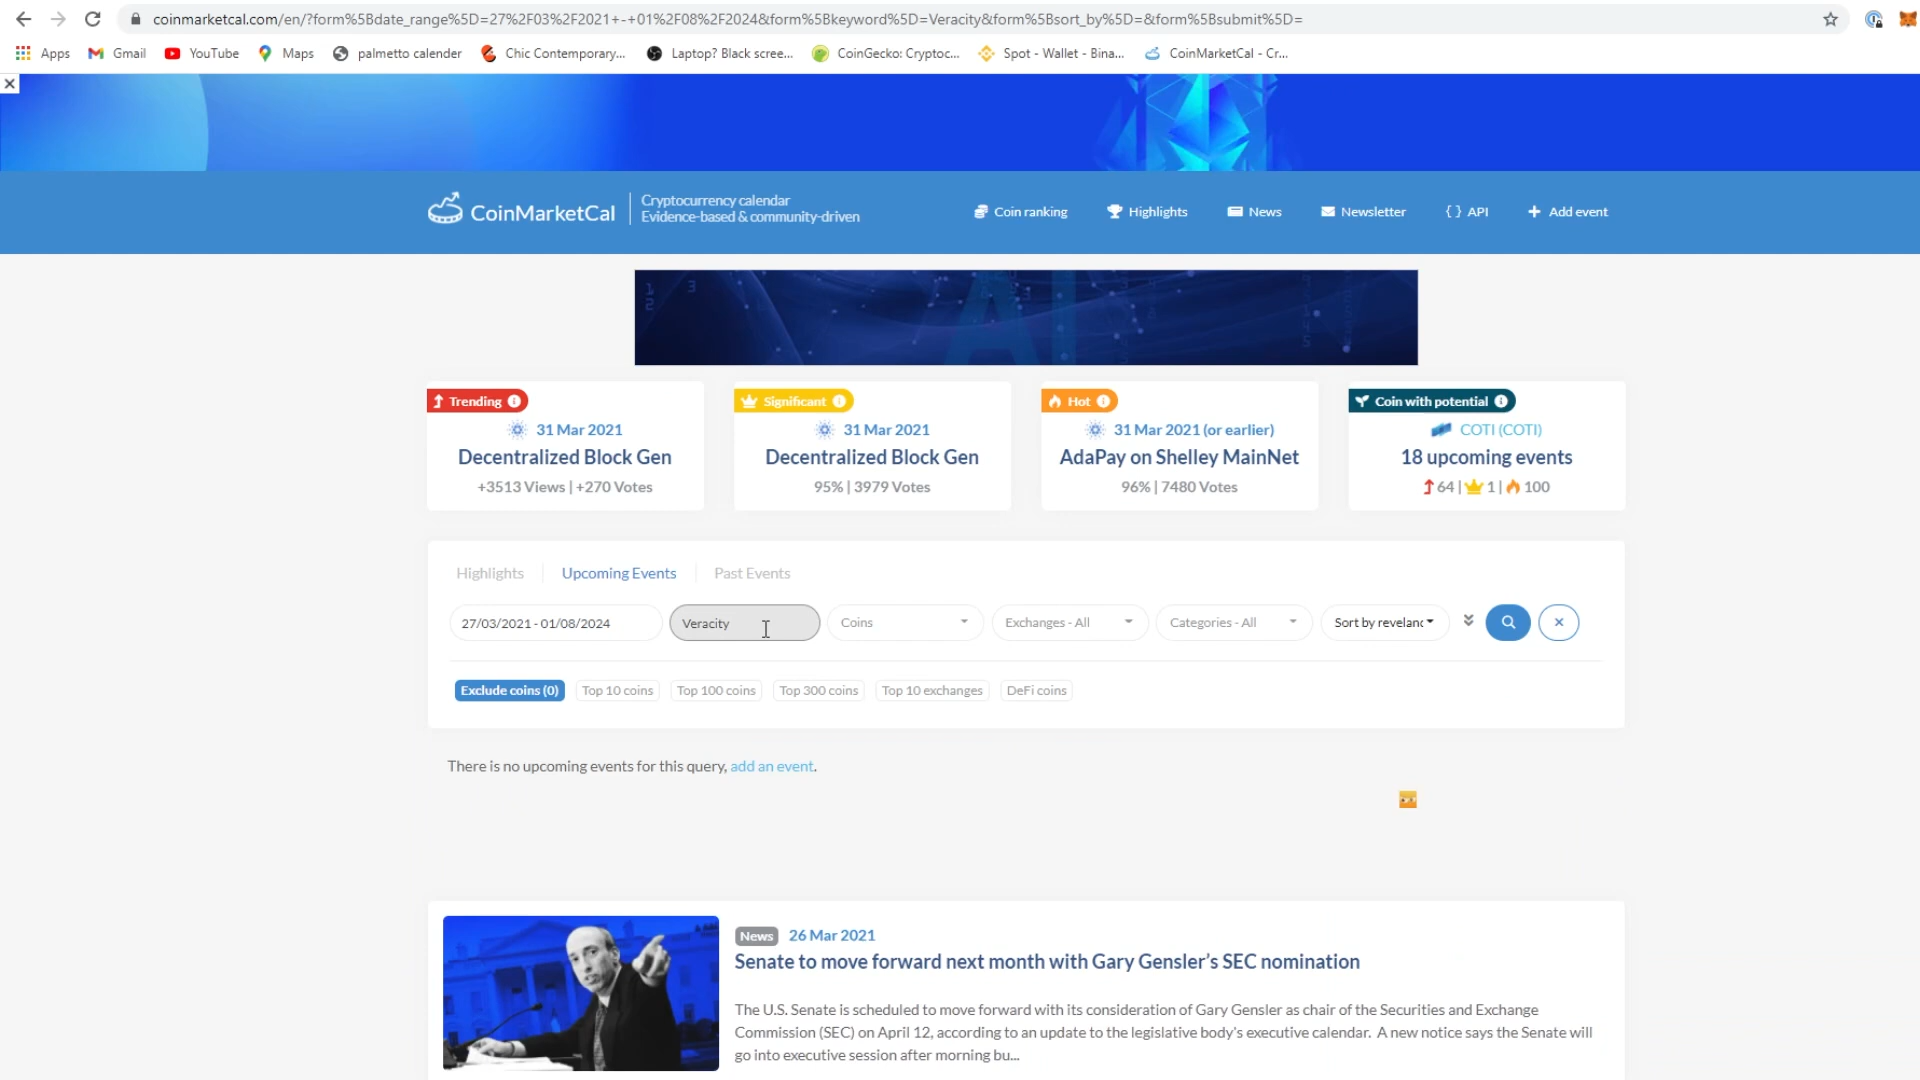 coinmarketcal.com/en/?form%5Bdate_range%5D=27%2F03%2F2021+-+01%2F08%2F2024&form%5Bkeyword%5D=Veracity&form%5Bsort_by%5D=&form%5Bsubmit%5D=
Apps Gmail YouTube Maps palmetto calender Chic Contemporary... Laptop? Black scree... CoinGecko: Cryptoc... Spot - Wallet - Bina... CoinMarketCal - Cr...
CoinMarketCal
Cryptocurrency calendar
Evidence-based & community-driven
Coin ranking Highlights News Newsletter { } API Add event
AI
Trending
31 Mar 2021
Decentralized Block Gen
+3513 Views | +270 Votes
Significant
31 Mar 2021
Decentralized Block Gen
95% | 3979 Votes
Hot
31 Mar 2021 (or earlier)
AdaPay on Shelley MainNet
96% | 7480 Votes
Coin with potential
COTI (COTI)
18 upcoming events
64 | 1 | 100
Highlights Upcoming Events Past Events
27/03/2021 - 01/08/2024 Veracity Coins Exchanges - All Categories - All Sort by revelanc
Exclude coins (0) Top 10 coins Top 100 coins Top 300 coins Top 10 exchanges DeFi coins
There is no upcoming events for this query, add an event.
News 26 Mar 2021
Senate to move forward next month with Gary Gensler's SEC nomination
The U.S. Senate is scheduled to move forward with its consideration of Gary Gensler as chair of the Securities and Exchange
Commission (SEC) on April 12, according to an update to the legislative body's executive calendar. A new notice says the Senate will
go into executive session after morning bu...